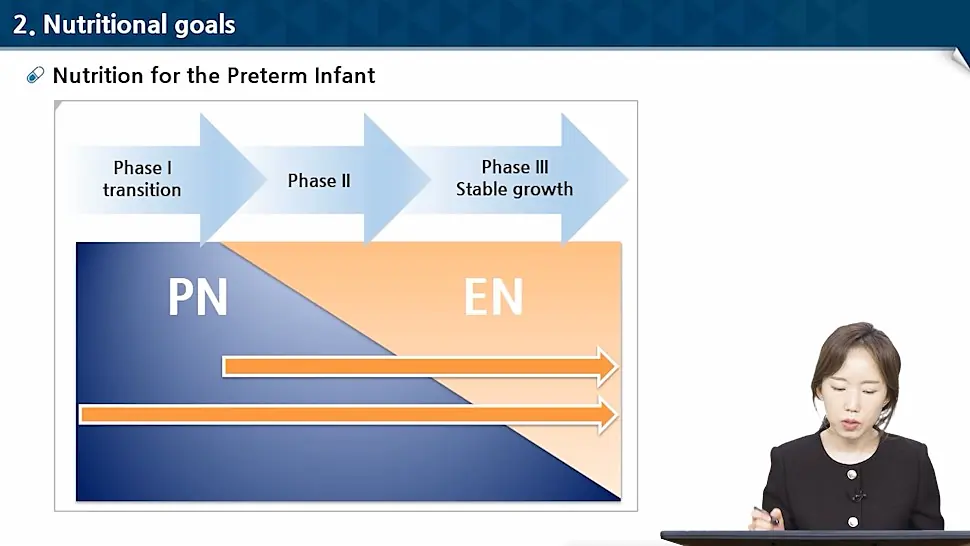 2. Nutritional goals
Nutrition for the Preterm Infant
Phase I
transition
Phase II
Phase III
Stable growth
PN
EN